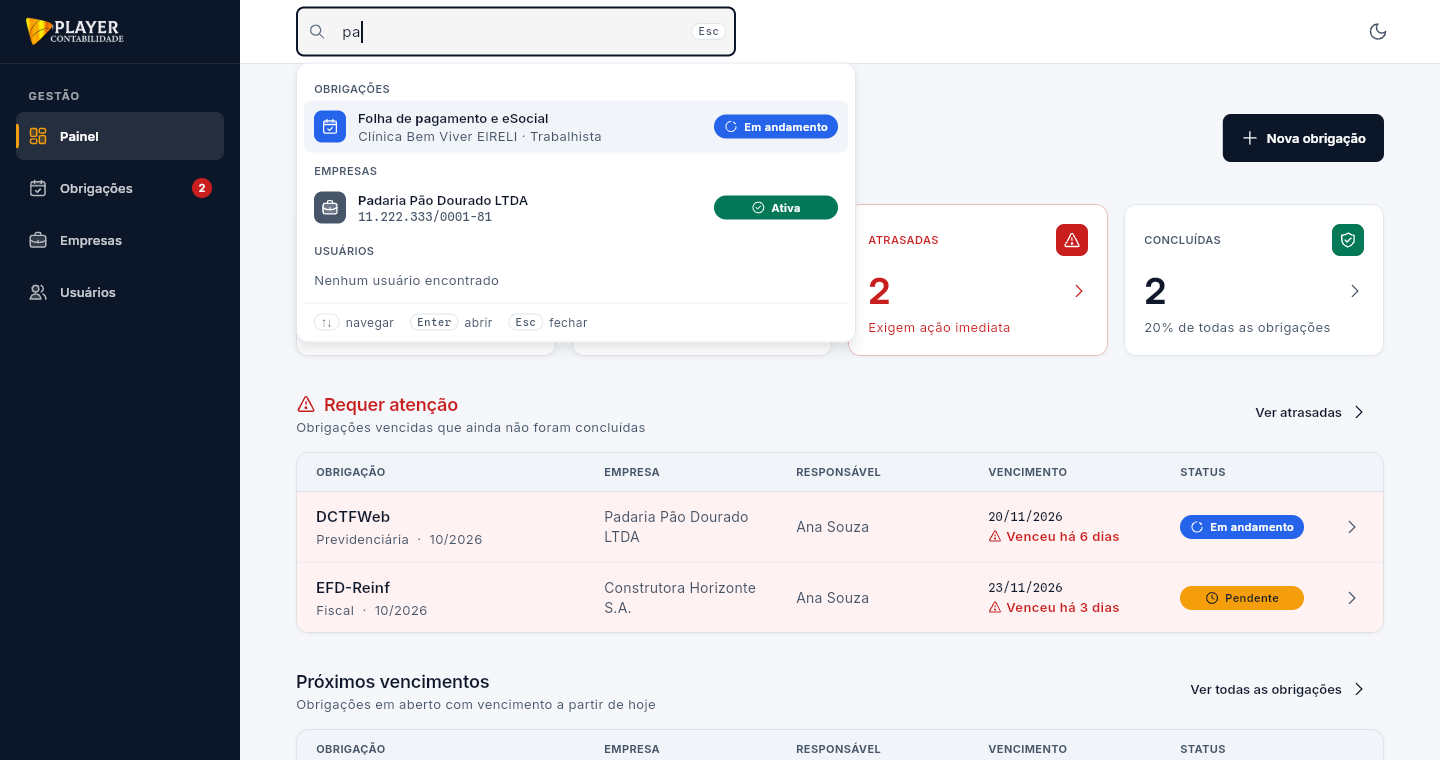 PLAYER
CONTABILIDADE
GESTÃO
Painel
Obrigações
2
Empresas
Usuários
pa
Esc
OBRIGAÇÕES
Folha de pagamento e eSocial
Clínica Bem Viver EIRELI · Trabalhista
Em andamento
EMPRESAS
Padaria Pão Dourado LTDA
11.222.333/0001-81
Ativa
USUÁRIOS
Nenhum usuário encontrado
↑↓ navegar Enter abrir Esc fechar
Nova obrigação
ATRASADAS
2
Exigem ação imediata
CONCLUÍDAS
2
20% de todas as obrigações
Requer atenção
Obrigações vencidas que ainda não foram concluídas
Ver atrasadas
OBRIGAÇÃO EMPRESA RESPONSÁVEL VENCIMENTO STATUS
DCTFWeb
Previdenciária · 10/2026
Padaria Pão Dourado
LTDA
Ana Souza
20/11/2026
Venceu há 6 dias
Em andamento
EFD-Reinf
Fiscal · 10/2026
Construtora Horizonte
S.A.
Ana Souza
23/11/2026
Venceu há 3 dias
Pendente
Próximos vencimentos
Obrigações em aberto com vencimento a partir de hoje
Ver todas as obrigações
OBRIGAÇÃO EMPRESA RESPONSÁVEL VENCIMENTO STATUS